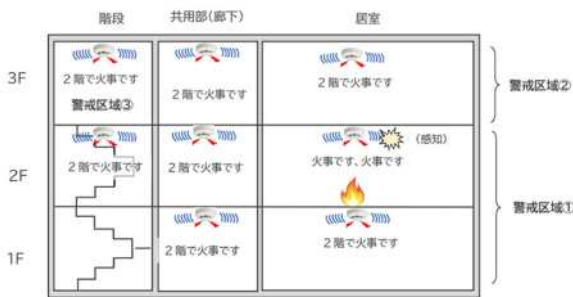 階段
共用部(廊下)
居室
3F
2階で火事です
2階で火事です
2階で火事です
警戒区域②
警戒区域③
2F
2階で火事です
2階で火事です
火事です、火事です
(感知)
警戒区域①
1F
2階で火事です
2階で火事です